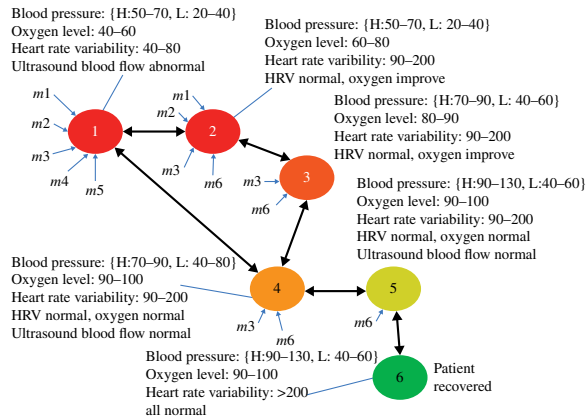 Blood pressure: {H:50–70, L: 20–40}
Oxygen level: 40–60
Heart rate variability: 40–80
Ultrasound blood flow abnormal
Blood pressure: {H:50–70, L: 20–40}
Oxygen level: 60–80
Heart rate varibility: 90–200
HRV normal, oxygen improve
m1
m2
m3
m4
m5
1
m1
m2
m3
m6
2
Blood pressure: {H:70–90, L: 40–60}
Oxygen level: 80–90
Heart rate variability: 90–200
HRV normal, oxygen improve
3
m3
m6
Blood pressure: {H:90–130, L:40–60}
Oxygen level: 90–100
Heart rate variability: 90–200
HRV normal, oxygen normal
Ultrasound blood flow normal
Blood pressure: {H:70–90, L: 40–80}
Oxygen level: 90–100
Heart rate variability: 90–200
HRV normal, oxygen normal
Ultrasound blood flow normal
4
m3
m6
5
m6
Blood pressure: {H:90–130, L: 40–60}
Oxygen level: 90–100
Heart rate variability: >200
all normal
6
Patient
recovered